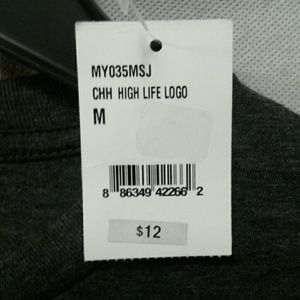 MY035MSJ
CHH HIGH LIFE LOGO
M
8 86349 42266 2
$12